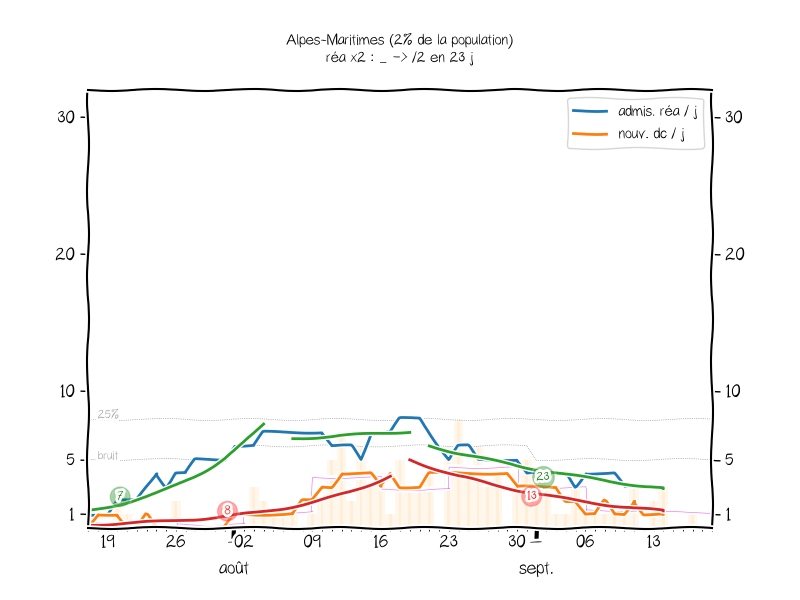 Alpes-Maritimes (2% de la population)
réa x2 : _ -> /2 en 23 j
admis. réa / j
nouv. dc / j
30
30
20
20
10
10
25%
bruit
5
5
1
1
7
8
23
13
19 26 02 09 16 23 30 06 13
août sept.